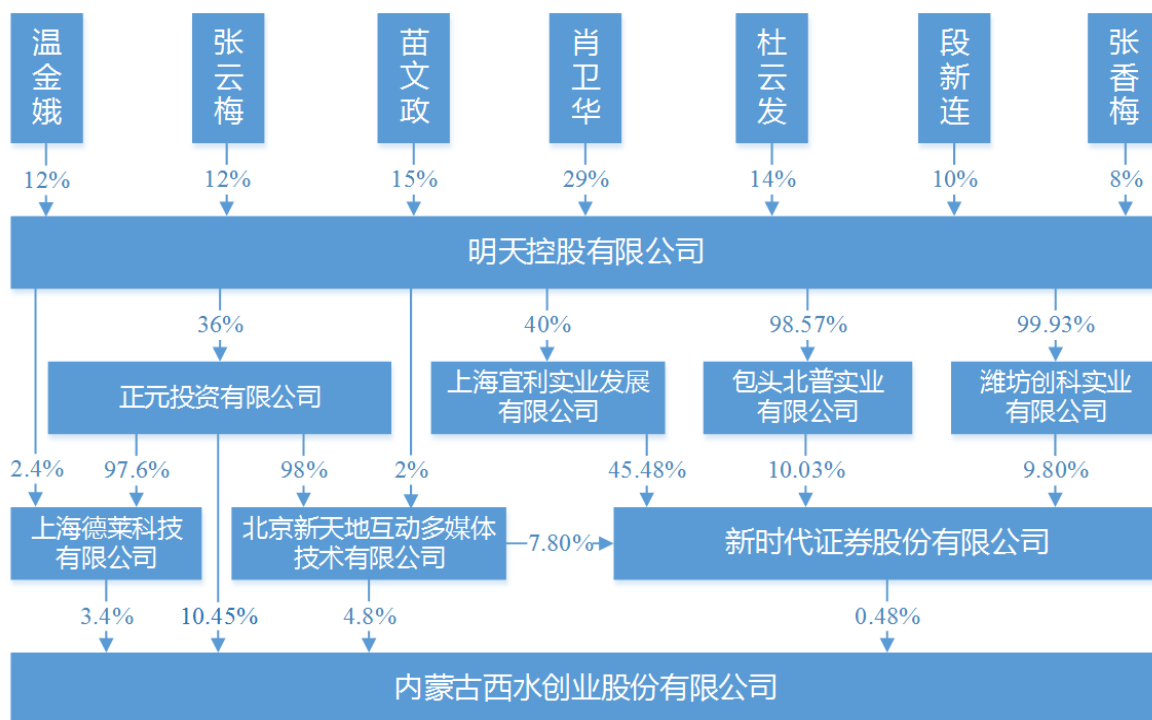 温金娥
张云梅
苗文政
肖卫华
杜云发
段新连
张香梅
12%
12%
15%
29%
14%
10%
8%
明天控股有限公司
36%
40%
98.57%
99.93%
正元投资有限公司
上海宜利实业发展
有限公司
包头北普实业
有限公司
潍坊创科实业
有限公司
2.4%
97.6%
98%
2%
45.48%
10.03%
9.80%
上海德莱科技
有限公司
北京新天地互动多媒体
技术有限公司
7.80%
新时代证券股份有限公司
3.4%
10.45%
4.8%
0.48%
内蒙古西水创业股份有限公司